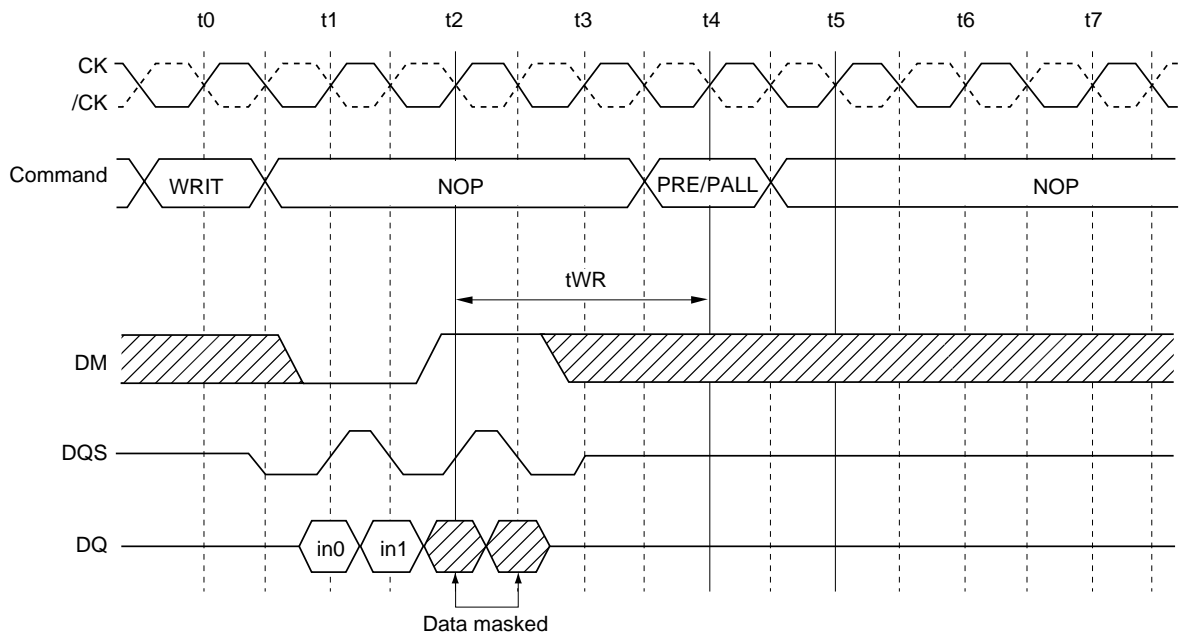 t0 t1 t2 t3 t4 t5 t6 t7
CK
/CK
Command WRIT NOP PRE/PALL NOP
tWR
DM
DQS
DQ in0 in1
Data masked